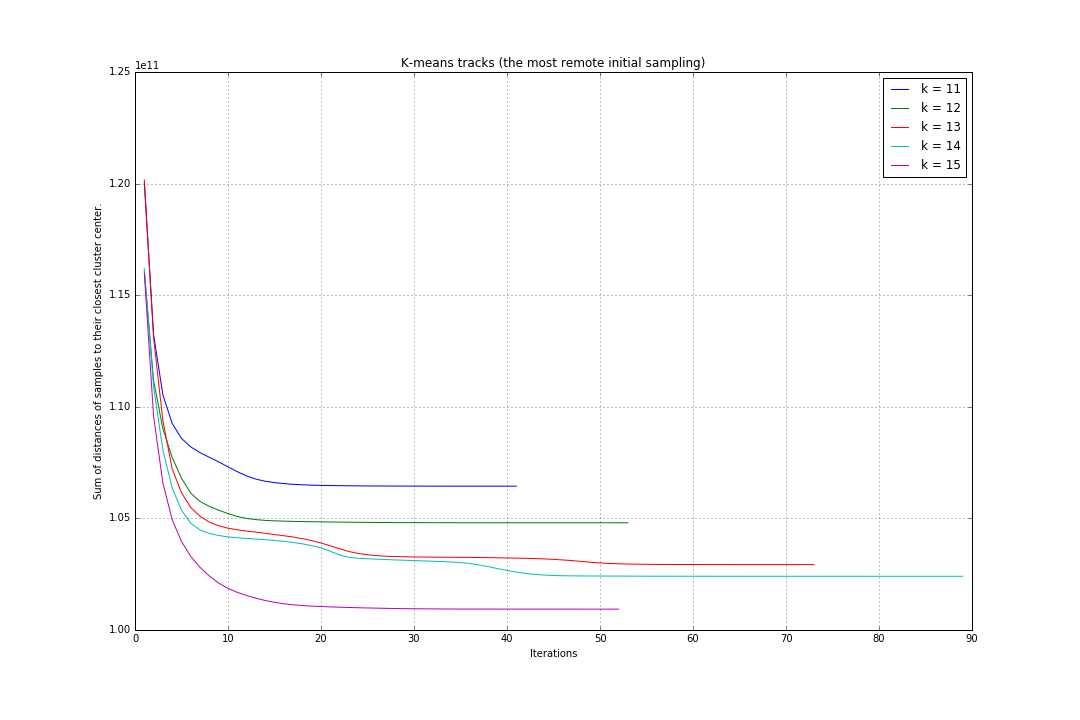 K-means tracks (the most remote initial sampling)
1e11
1.25
1.20
1.15
1.10
1.05
1.00
Sum of distances of samples to their closest cluster center.
k = 11
k = 12
k = 13
k = 14
k = 15
0 10 20 30 40 50 60 70 80 90
Iterations